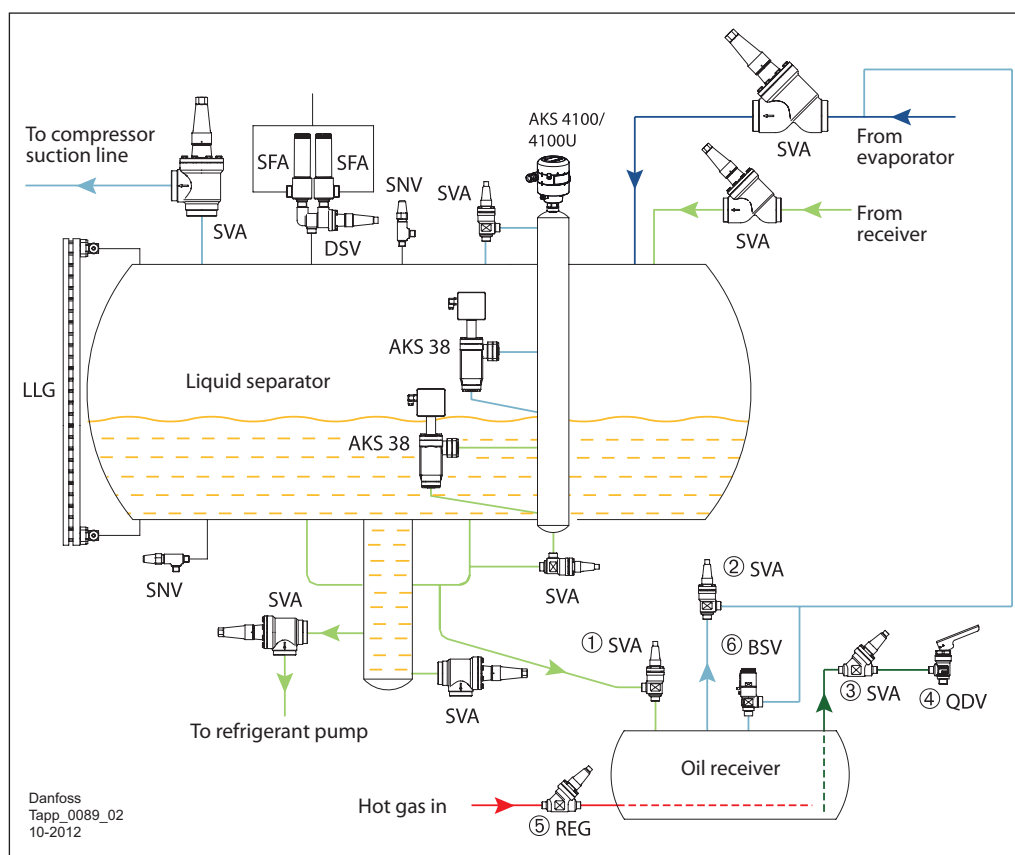 To compressor
suction line
SVA
SFA
SFA
DSV
SNV
SVA
AKS 4100/
4100U
SVA
From
evaporator
SVA
From
receiver
LLG
Liquid separator
AKS 38
AKS 38
SNV
SVA
SVA
To refrigerant pump
SVA
① SVA
② SVA
⑥ BSV
③ SVA
④ QDV
Oil receiver
Hot gas in
⑤ REG
Danfoss
Tapp_0089_02
10-2012